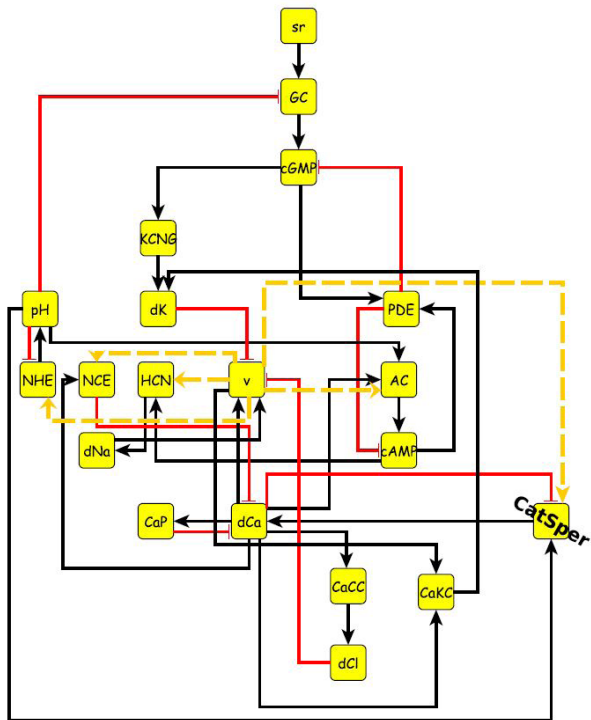 sr
GC
cGMP
KCNG
pH
dK
PDE
NHE
NCE
HCN
v
AC
dNa
cAMP
CaP
dCa
CatSper
CaCC
CaKC
dCl